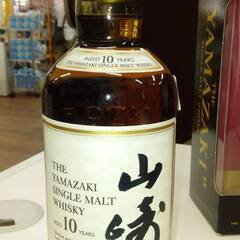 AGED 10 YEARS
THE YAMAZAKI SINGLE MALT WHISKY
THE
YAMAZAKI
SINGLE MALT
WHISKY
AGED 10 YEARS
山崎
THE
YAMAZAKI